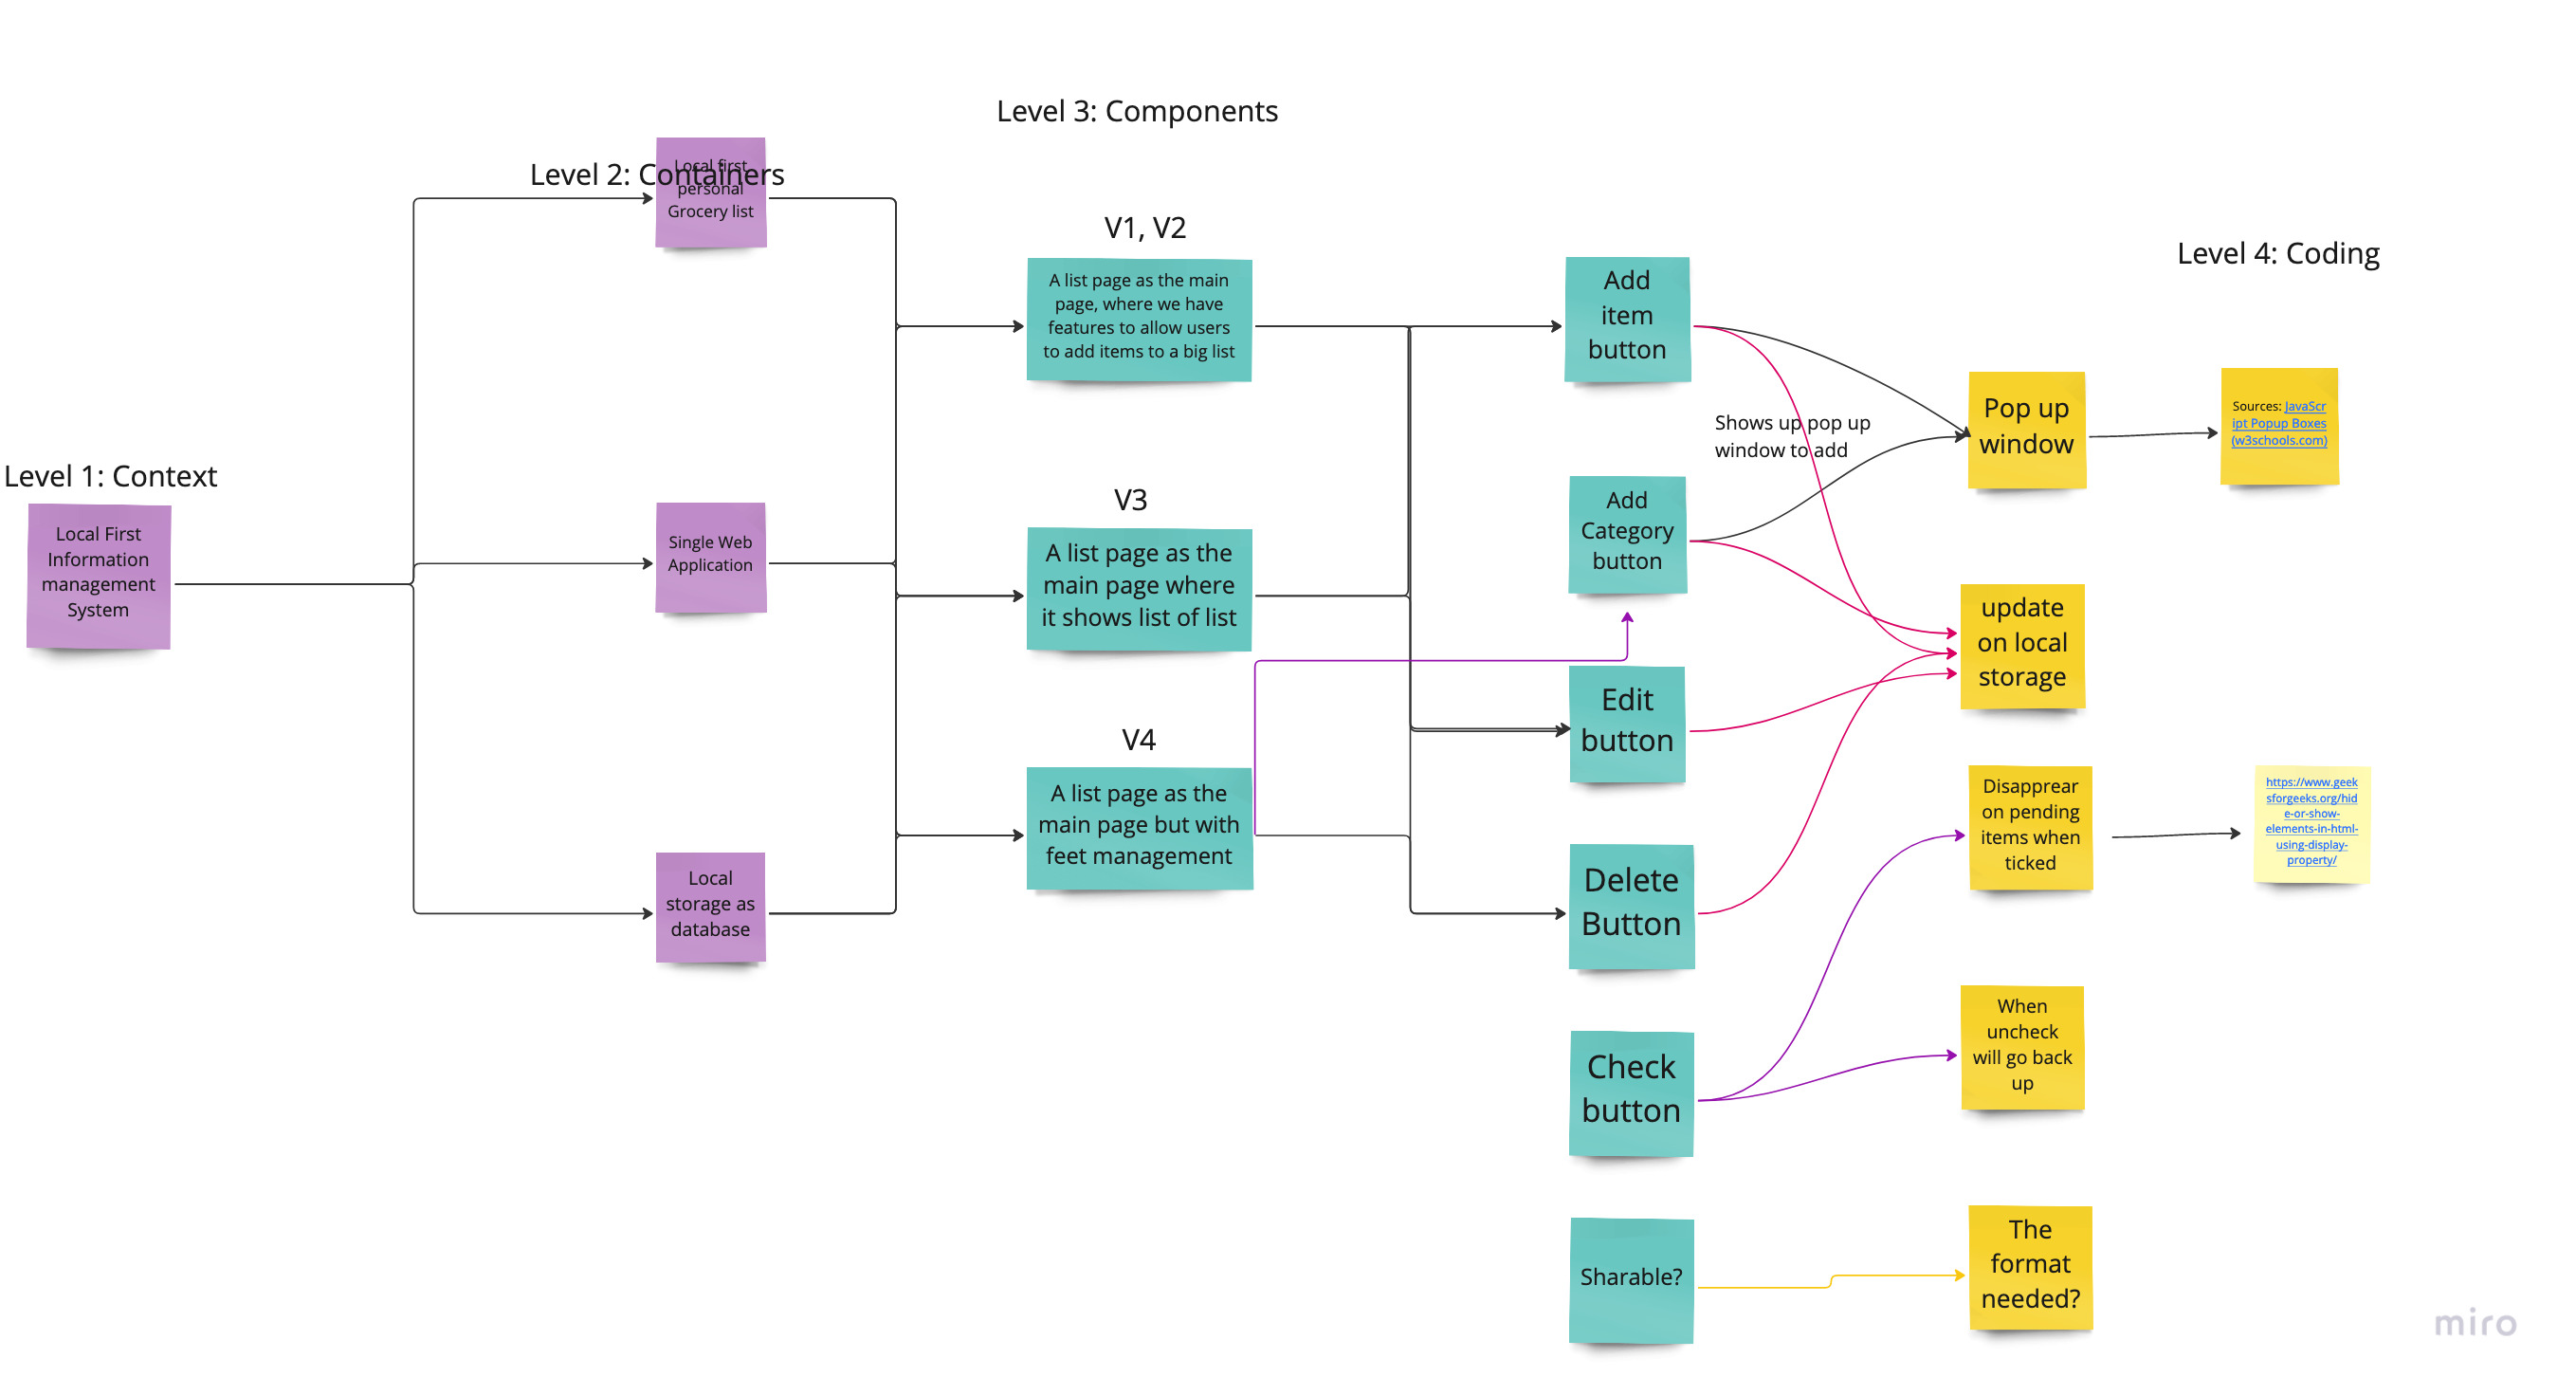 Level 1: Context
Local First
Information
management
System
Level 2: Containers
Local first
personal
Grocery list
Single Web
Application
Local
storage as
database
Level 3: Components
V1, V2
A list page as the main
page, where we have
features to allow users
to add items to a big list
V3
A list page as the
main page where
it shows list of list
V4
A list page as the
main page but with
feet management
Add
item
button
Add
Category
button
Edit
button
Delete
Button
Check
button
Sharable?
Shows up pop up
window to add
Level 4: Coding
Pop up
window
Sources: JavaScr
ipt Popup Boxes
(w3schools.com)
update
on local
storage
Disapprear
on pending
items when
ticked
https://www.geek
sforgeeks.org/hid
e-or-show-
elements-in-html-
using-display-
property/
When
uncheck
will go back
up
The
format
needed?
miro